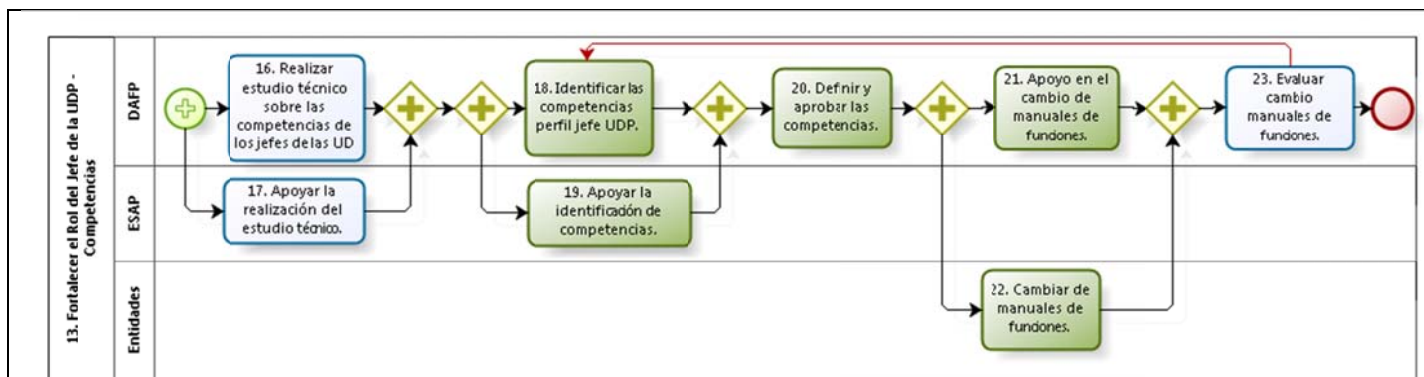 13. Fortalecer el Rol del Jefe de la UDP -
Competencias
DAFP
ESAP
Entidades
16. Realizar
estudio técnico
sobre las
competencias de
los jefes de las UD
17. Apoyar la
realización del
estudio técnico.
18. Identificar las
competencias
perfil jefe UDP.
19. Apoyar la
identificación de
competencias.
20. Defnir y
aprobar las
competencias.
21. Apoyo en el
cambio de
manuales de
funciones.
22. Cambiar de
manuales de
funciones.
23. Evaluar
cambio
manuales de
funciones.